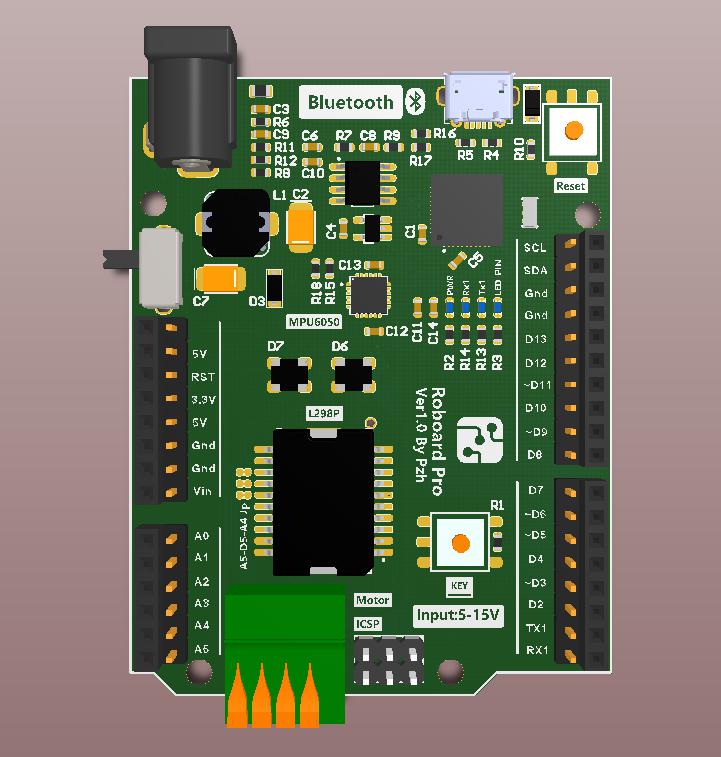 Bluetooth
C3
R6
C9
R11
R12
R8
C6
C10
R7 C8 R9
R16
R17
R5 R4
R10
Reset
L1 C2
C4
C1
C5
C7
D3
R18
R15
C13
MPU6050
C12
C11
C14
PWR
RX1
TX1
LED PIN
R2
R14
R13
R3
D7
D6
L298P
Roboard Pro
Ver1.0 By Pzh
A5-D5-A4 Jp
R1
KEY
Input:5-15V
Motor
ICSP
5V
RST
3.3V
5V
Gnd
Gnd
Vin
A0
A1
A2
A3
A4
A5
SCL
SDA
Gnd
Gnd
D13
D12
~D11
D10
~D9
D8
D7
~D6
~D5
D4
~D3
D2
TX1
RX1